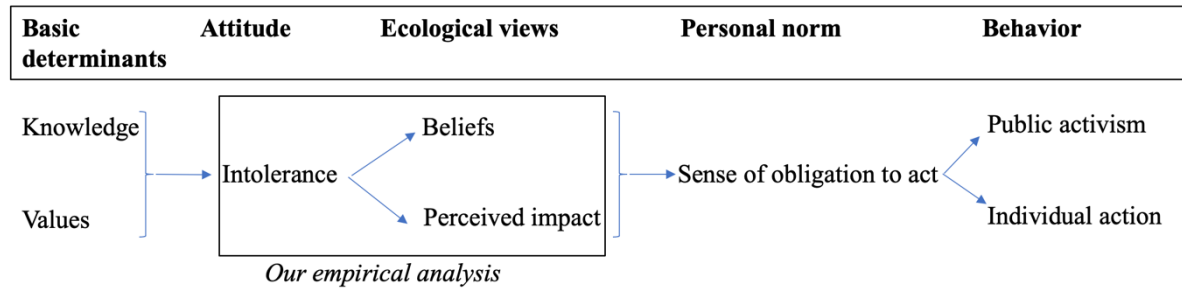 Basic determinants
Attitude
Ecological views
Personal norm
Behavior
Knowledge
Values
Intolerance
Beliefs
Perceived impact
Sense of obligation to act
Public activism
Individual action
Our empirical analysis